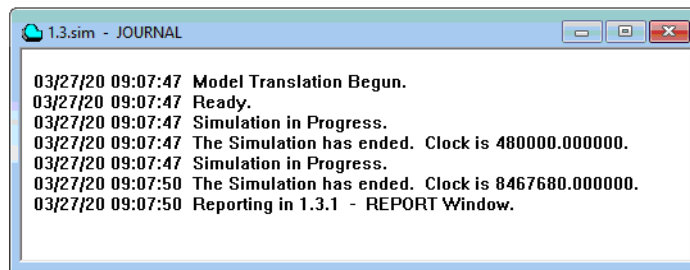 1.3.sim - JOURNAL
03/27/20 09:07:47 Model Translation Begun.
03/27/20 09:07:47 Ready.
03/27/20 09:07:47 Simulation in Progress.
03/27/20 09:07:47 The Simulation has ended. Clock is 480000.000000.
03/27/20 09:07:47 Simulation in Progress.
03/27/20 09:07:50 The Simulation has ended. Clock is 8467680.000000.
03/27/20 09:07:50 Reporting in 1.3.1 - REPORT Window.